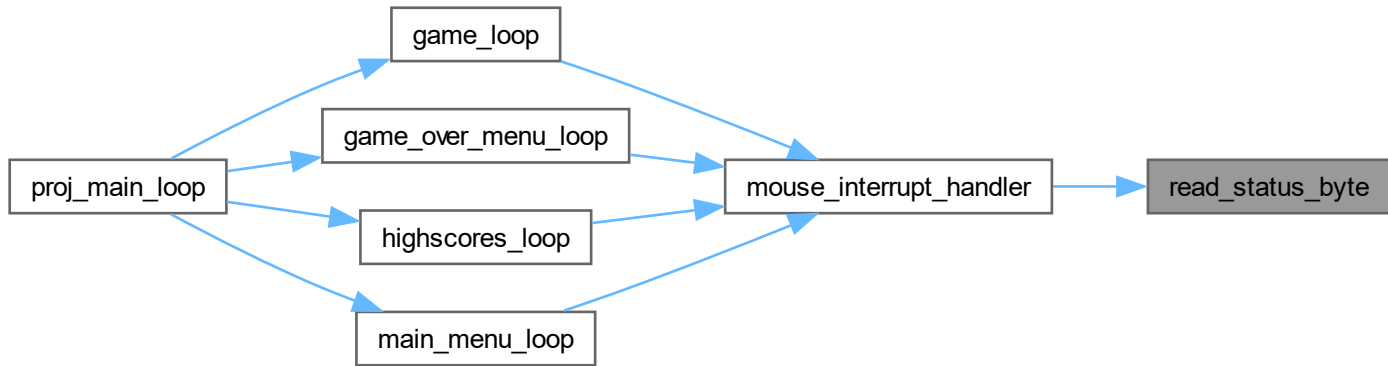 game_loop
game_over_menu_loop
proj_main_loop
mouse_interrupt_handler
read_status_byte
highscores_loop
main_menu_loop